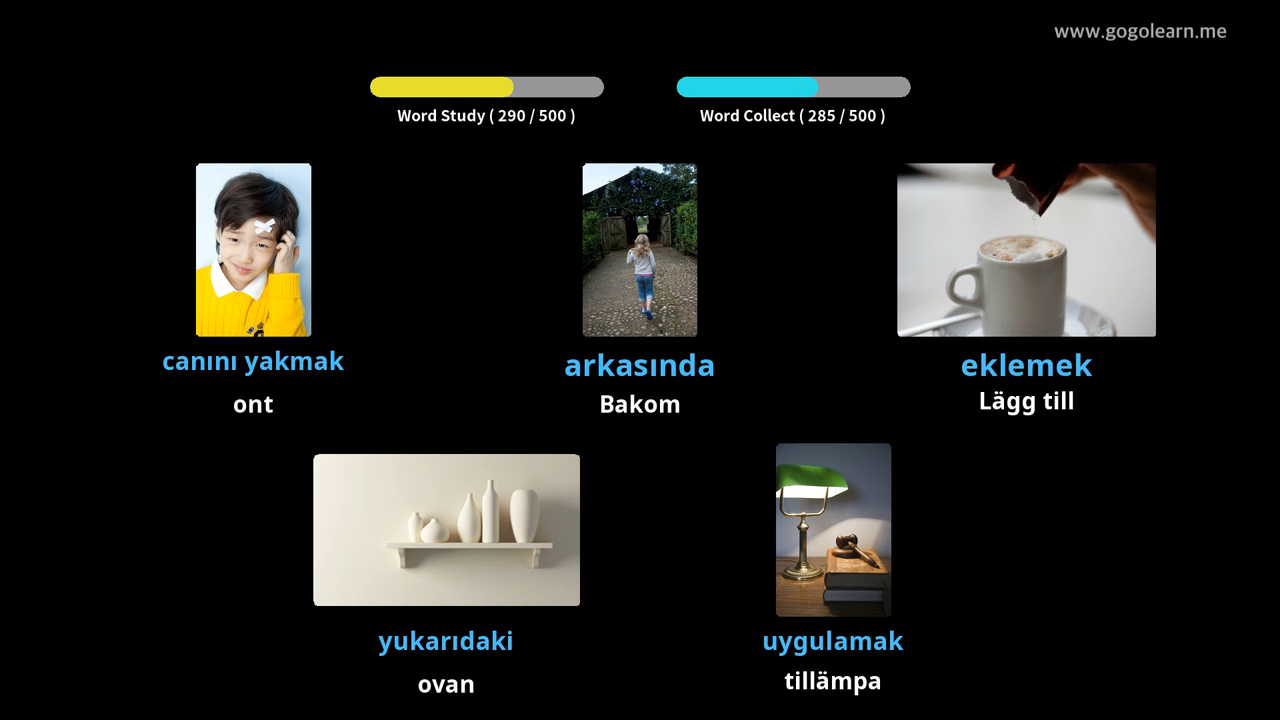 www.gogolearn.me
Word Study ( 290 / 500 )
Word Collect ( 285 / 500 )
canını yakmak
ont
arkasında
Bakom
eklemek
Lägg till
yukarıdaki
ovan
uygulamak
tillämpa